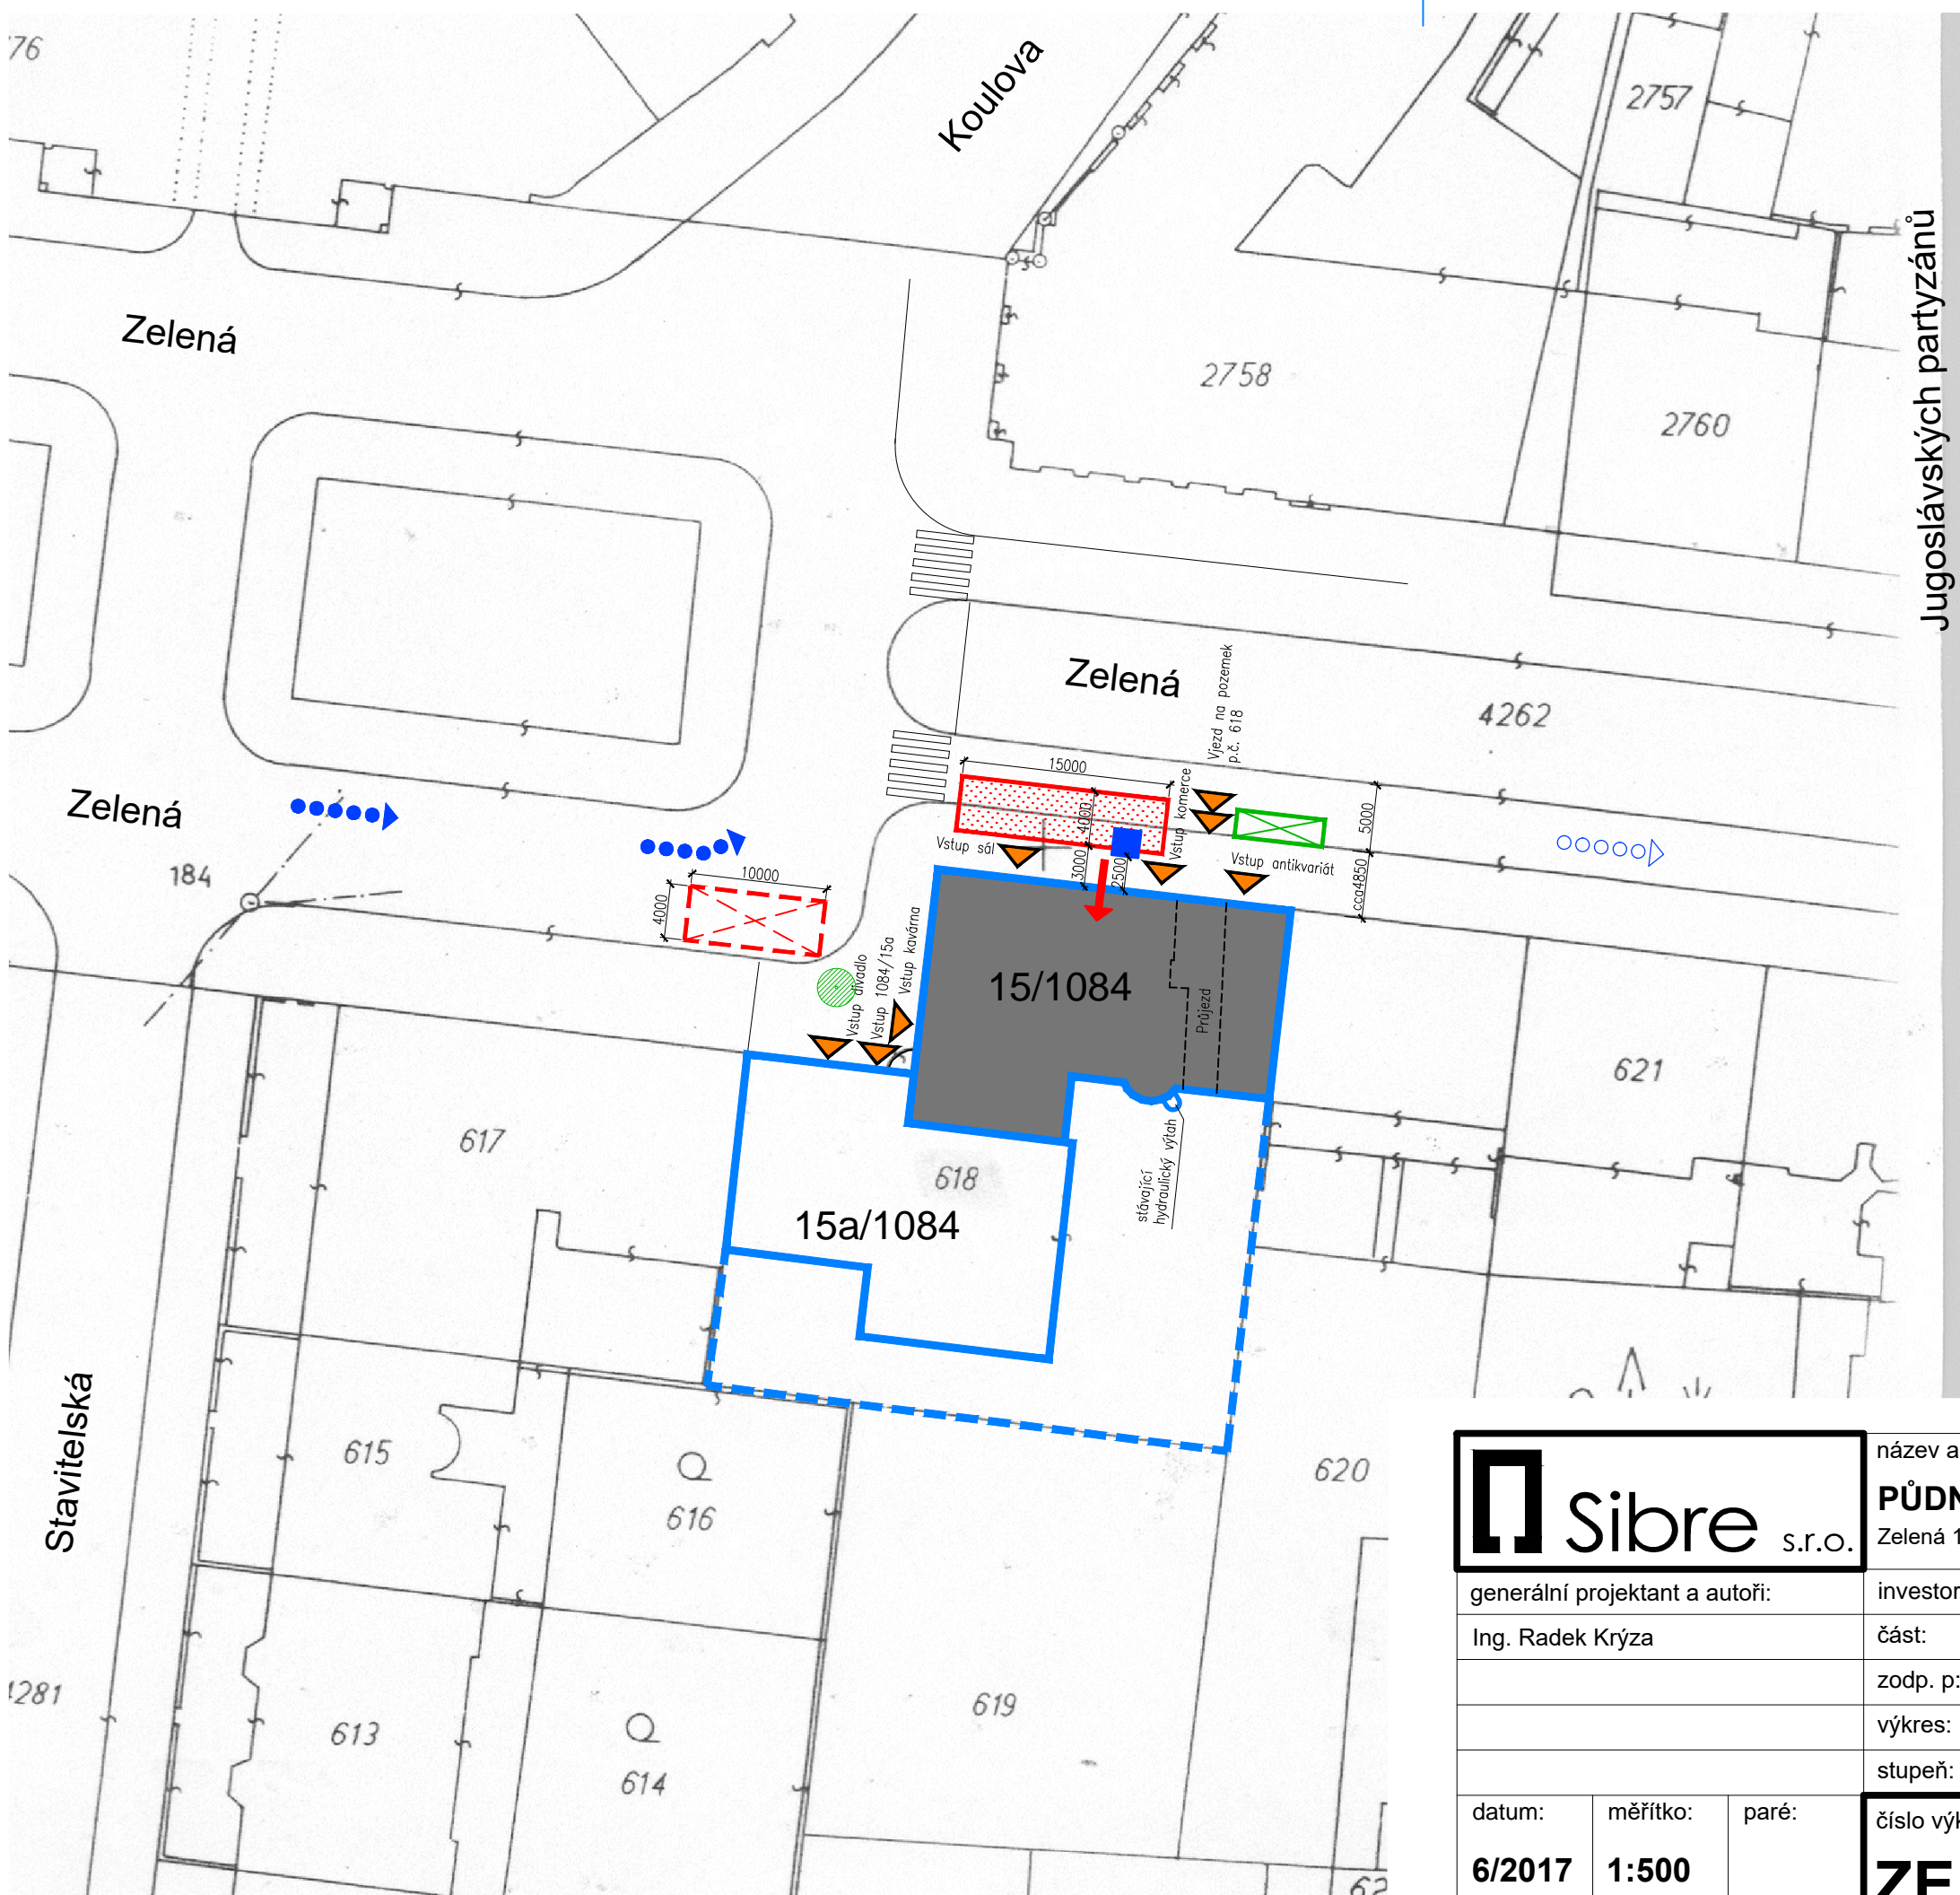 Koulova
2757
Jugoslávských partyzánů
Zelená
2758
2760
Zelená
Vjezd na pozemek
p.č. 618
4262
15000
Zelená
4000
Vstup komerce
5000
Vstup sál
3000
2500
Vstup antikvariát
cca4850
184
10000
4000
Vstup divadlo
Vstup 1084/15a
Vstup kavárna
15/1084
Průjezd
621
617
618
15a/1084
stávající
hydraulický výtah
Stavitelská
615
616
620
619
613
614
Sibre s.r.o.
název a
Zelená 1
generální projektant a autoři:
investor
Ing. Radek Krýza
část:
zodp. p:
výkres:
stupeň:
datum:
měřítko:
paré:
číslo výk
6/2017
1:500
ZE